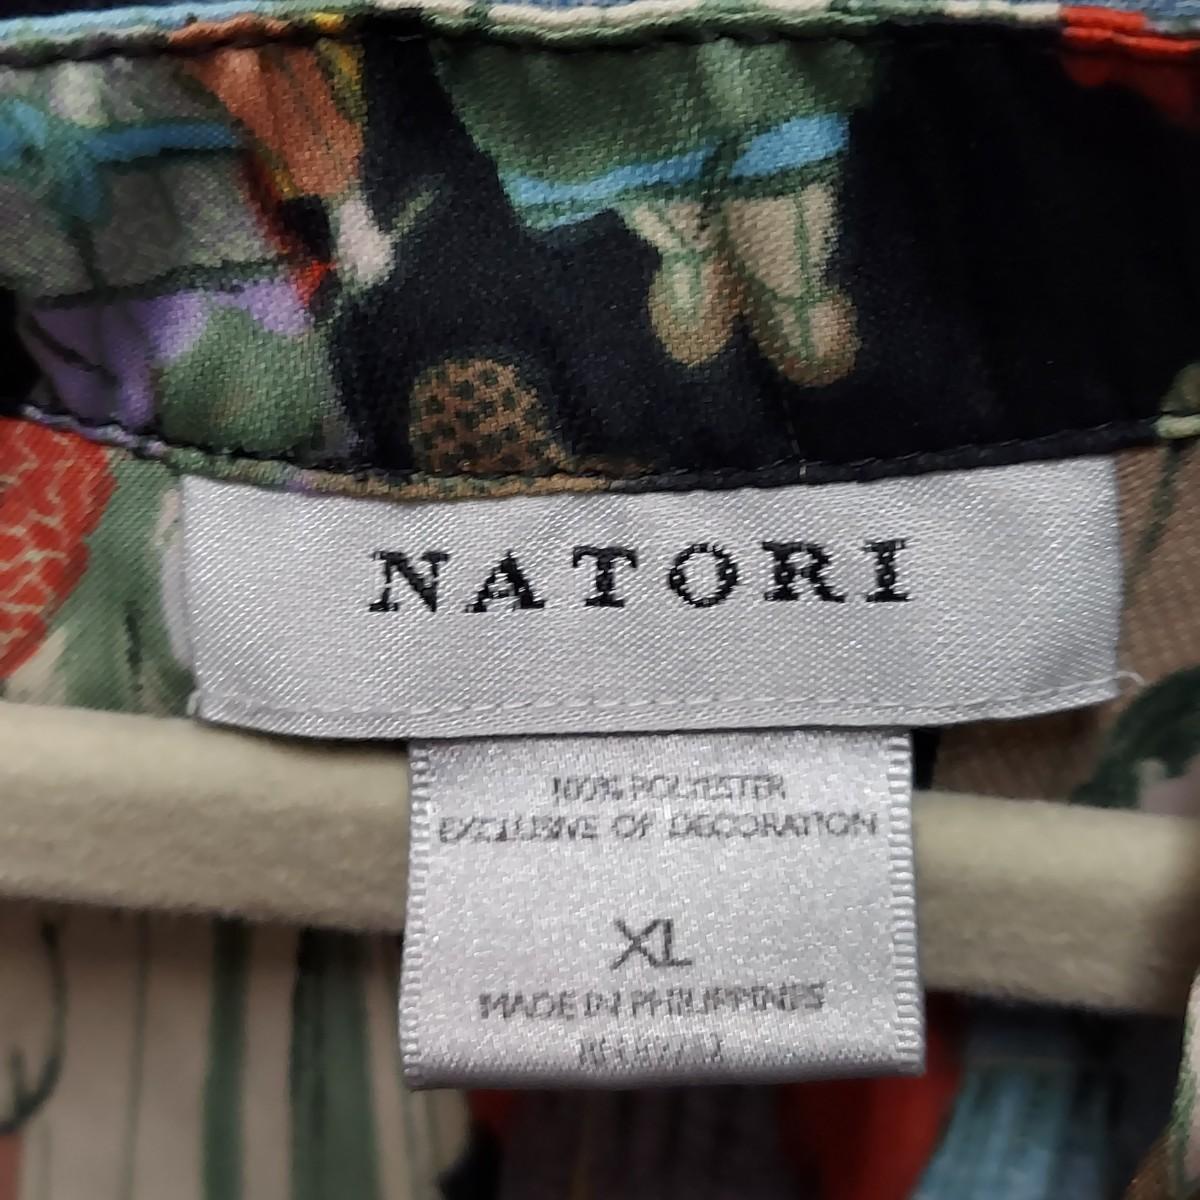 NATORI
100% POLYESTER
EXCLUSIVE OF DECORATION
XL
MADE IN PHILIPPINES